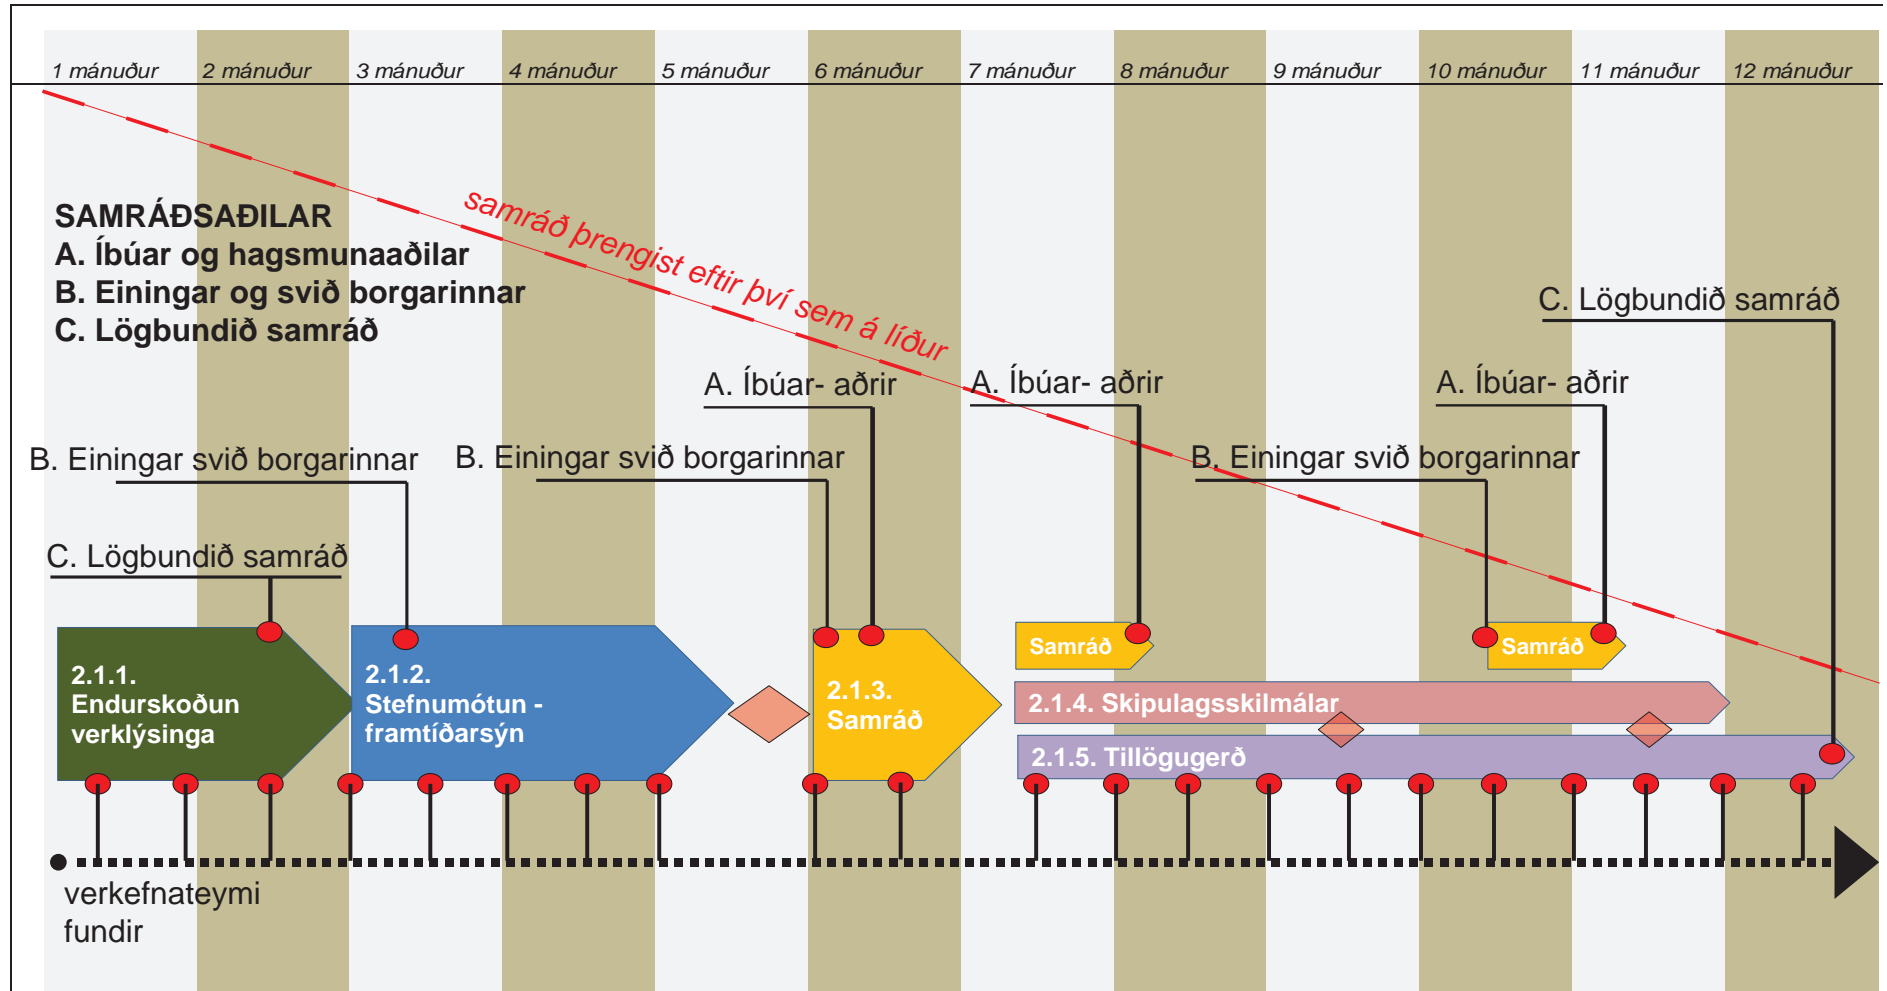 1 mánuður
2 mánuður
3 mánuður
4 mánuður
5 mánuður
6 mánuður
7 mánuður
8 mánuður
9 mánuður
10 mánuður
11 mánuður
12 mánuður
samráð þrengist eftir því sem á líður
SAMRÁÐSAÐILAR
A. Íbúar og hagsmunaaðilar
B. Einingar og svið borgarinnar
C. Lögbundið samráð
C. Lögbundið samráð
A. Íbúar- aðrir
A. Íbúar- aðrir
A. Íbúar- aðrir
B. Einingar svið borgarinnar
B. Einingar svið borgarinnar
B. Einingar svið borgarinnar
C. Lögbundið samráð
2.1.1.
Endurskoðun
verklýsinga
2.1.2.
Stefnumótun -
framtíðarsýn
2.1.3.
Samráð
Samráð
Samráð
2.1.4. Skipulagsskilmálar
2.1.5. Tillögugerð
verkefnateymi
fundir